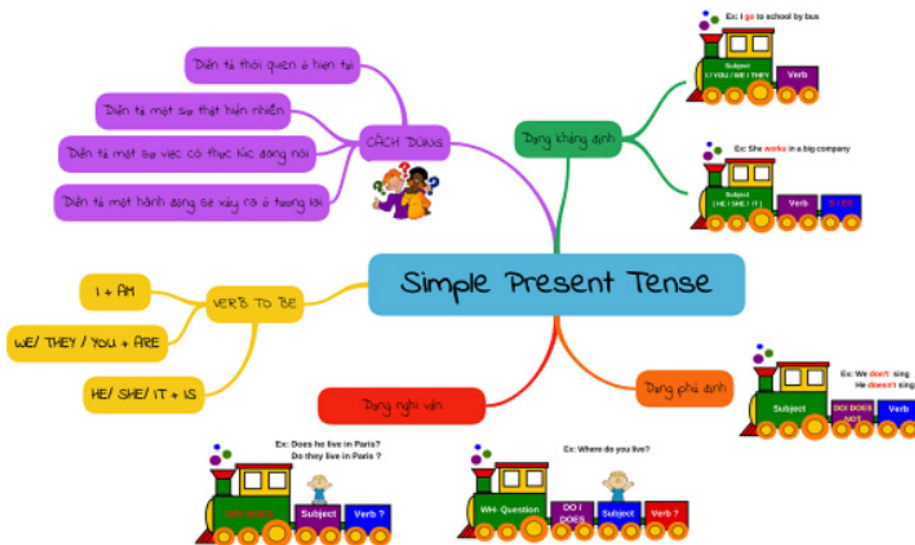 Simple Present Tense
CÁCH DÙNG
Diễn tả thói quen ở hiện tại
Diễn tả một sự thật hiển nhiên
Diễn tả một sự việc có thực lúc đang nói
Diễn tả một hành động sẽ xảy ra ở tương lai
Dạng khẳng định
Ex: I go to school by bus
Subject
I / YOU / WE / THEY
Verb
Ex: She works in a big company
Subject
( HE / SHE / IT )
Verb
S / ES
VERB TO BE
I + AM
WE/ THEY / YOU + ARE
HE/ SHE/ IT + IS
Dạng phủ định
Ex: We don't sing
He doesn't sing
Subject
DO/ DOES
NOT
Verb
Dạng nghi vấn
Ex: Does he live in Paris?
Do they live in Paris ?
DO/ DOES
Subject
Verb ?
Ex: Where do you live?
WH- Question
DO /
DOES
Subject
Verb ?